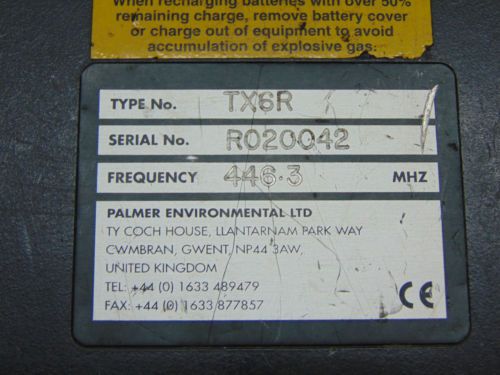 When recharging batteries with over 50%
remaining charge, remove battery cover
or charge out of equipment to avoid
accumulation of explosive gas.
TYPE No. TX6R
SERIAL No. R020042
FREQUENCY 446.3 MHZ
PALMER ENVIRONMENTAL LTD
TY COCH HOUSE, LLANTARNAM PARK WAY
CWMBRAN, GWENT, NP44 3AW,
UNITED KINGDOM
TEL: +44 (0) 1633 489479
FAX: +44 (0) 1633 877857
CE